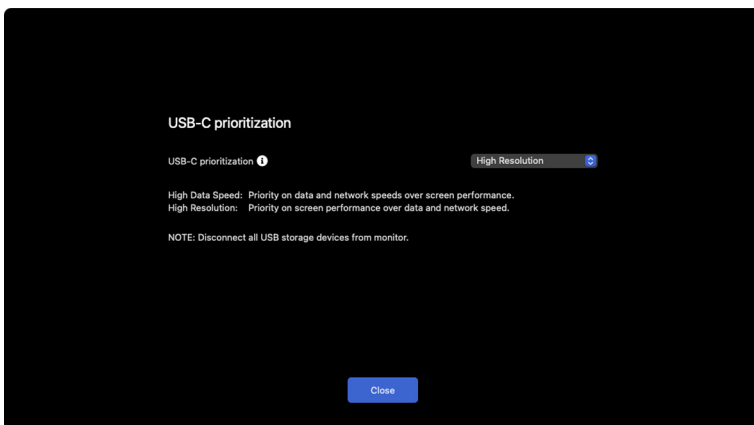 USB-C prioritization
USB-C prioritization i High Resolution
High Data Speed: Priority on data and network speeds over screen performance.
High Resolution: Priority on screen performance over data and network speed.
NOTE: Disconnect all USB storage devices from monitor.
Close